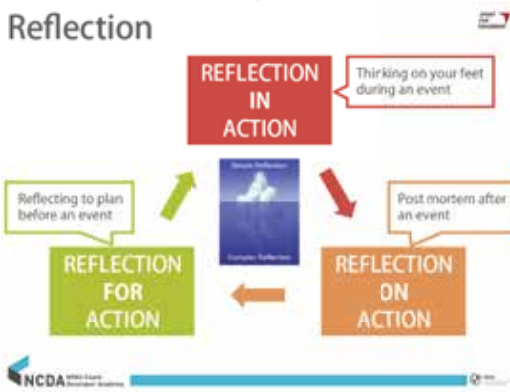 Reflection
REFLECTION
IN
ACTION
Thinking on your feet
during an event
Simple Reflection
Complex Reflection
Reflecting to plan
before an event
Post mortem after
an event
REFLECTION
FOR
ACTION
REFLECTION
ON
ACTION
NCDA